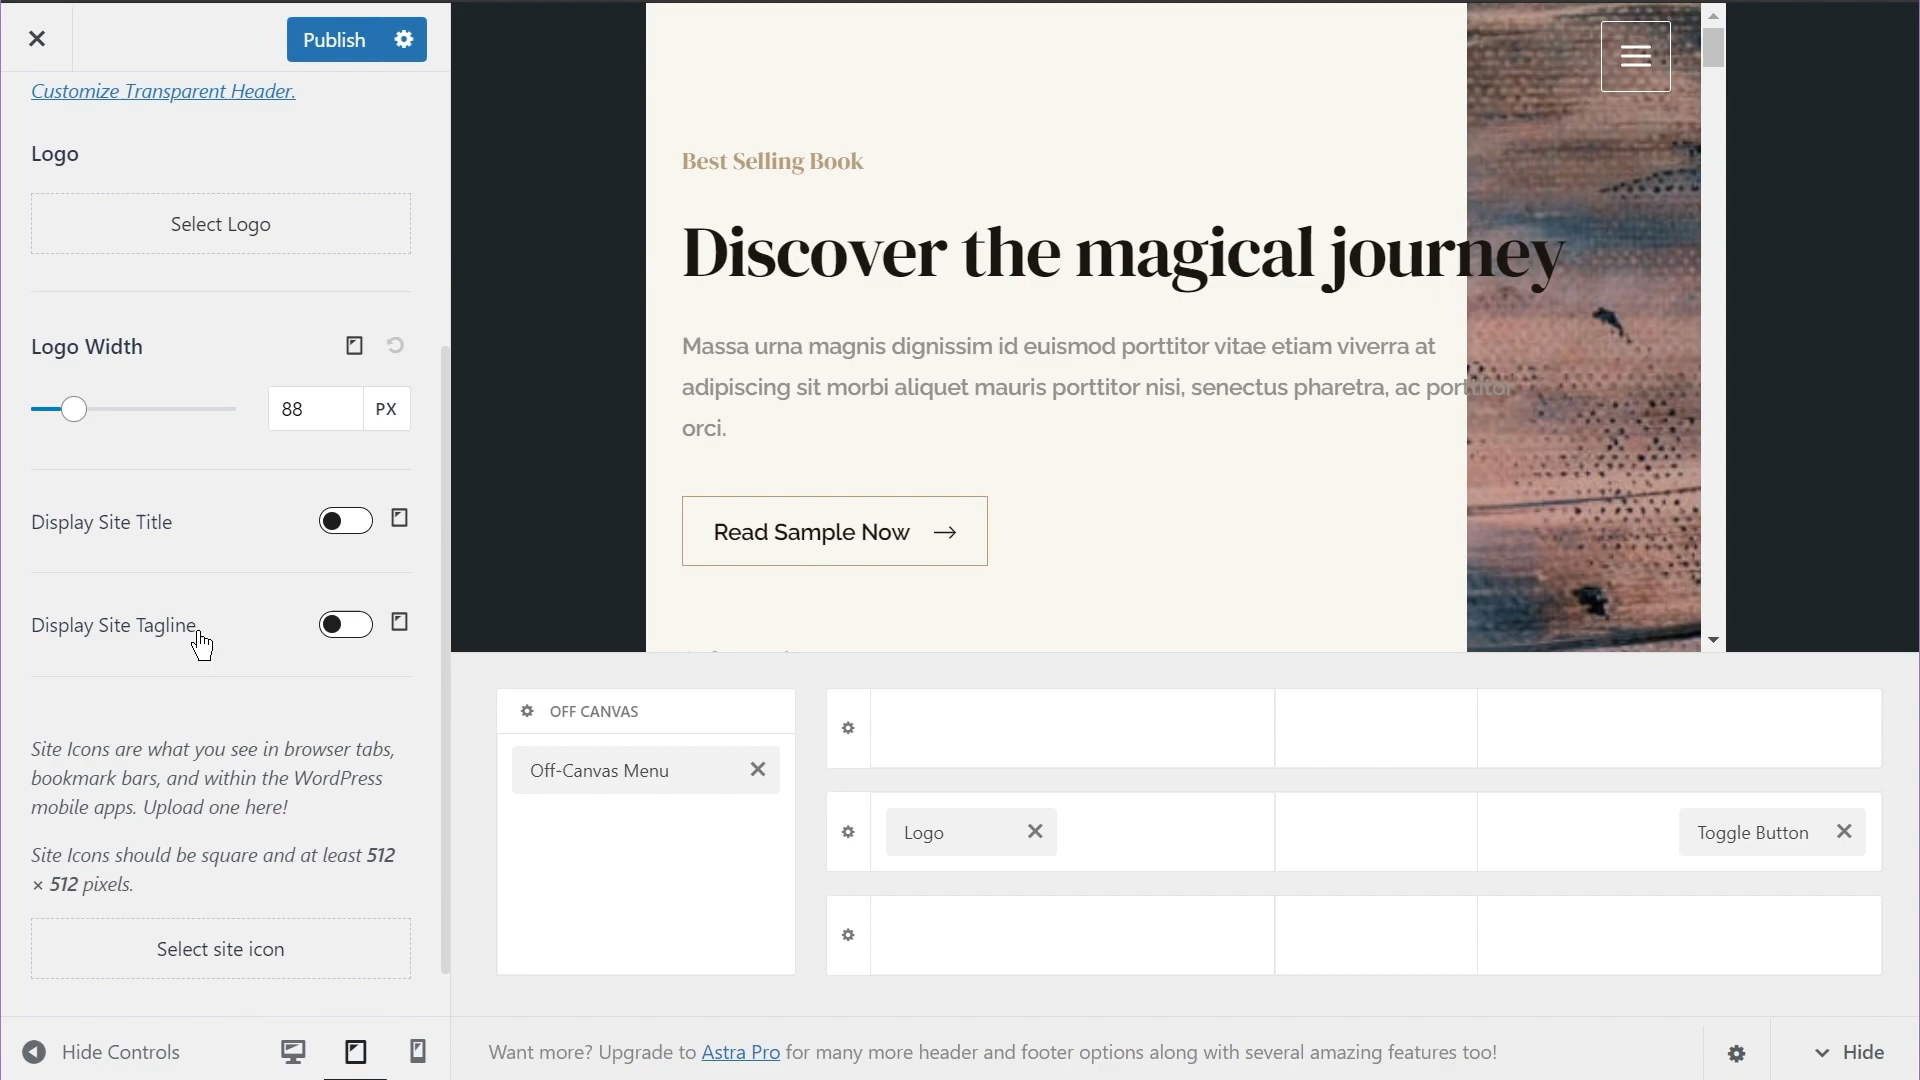 Publish
Customize Transparent Header.
Logo
Select Logo
Logo Width
88
PX
Display Site Title
Display Site Tagline
Site Icons are what you see in browser tabs,
bookmark bars, and within the WordPress
mobile apps. Upload one here!
Site Icons should be square and at least 512
× 512 pixels.
Select site icon
Hide Controls
Best Selling Book
Discover the magical journey
Massa urna magnis dignissim id euismod porttitor vitae etiam viverra at
adipiscing sit morbi aliquet mauris porttitor nisi, senectus pharetra, ac porttitor
orci.
Read Sample Now →
OFF CANVAS
Off-Canvas Menu
Logo
Toggle Button
Want more? Upgrade to Astra Pro for many more header and footer options along with several amazing features too!
Hide